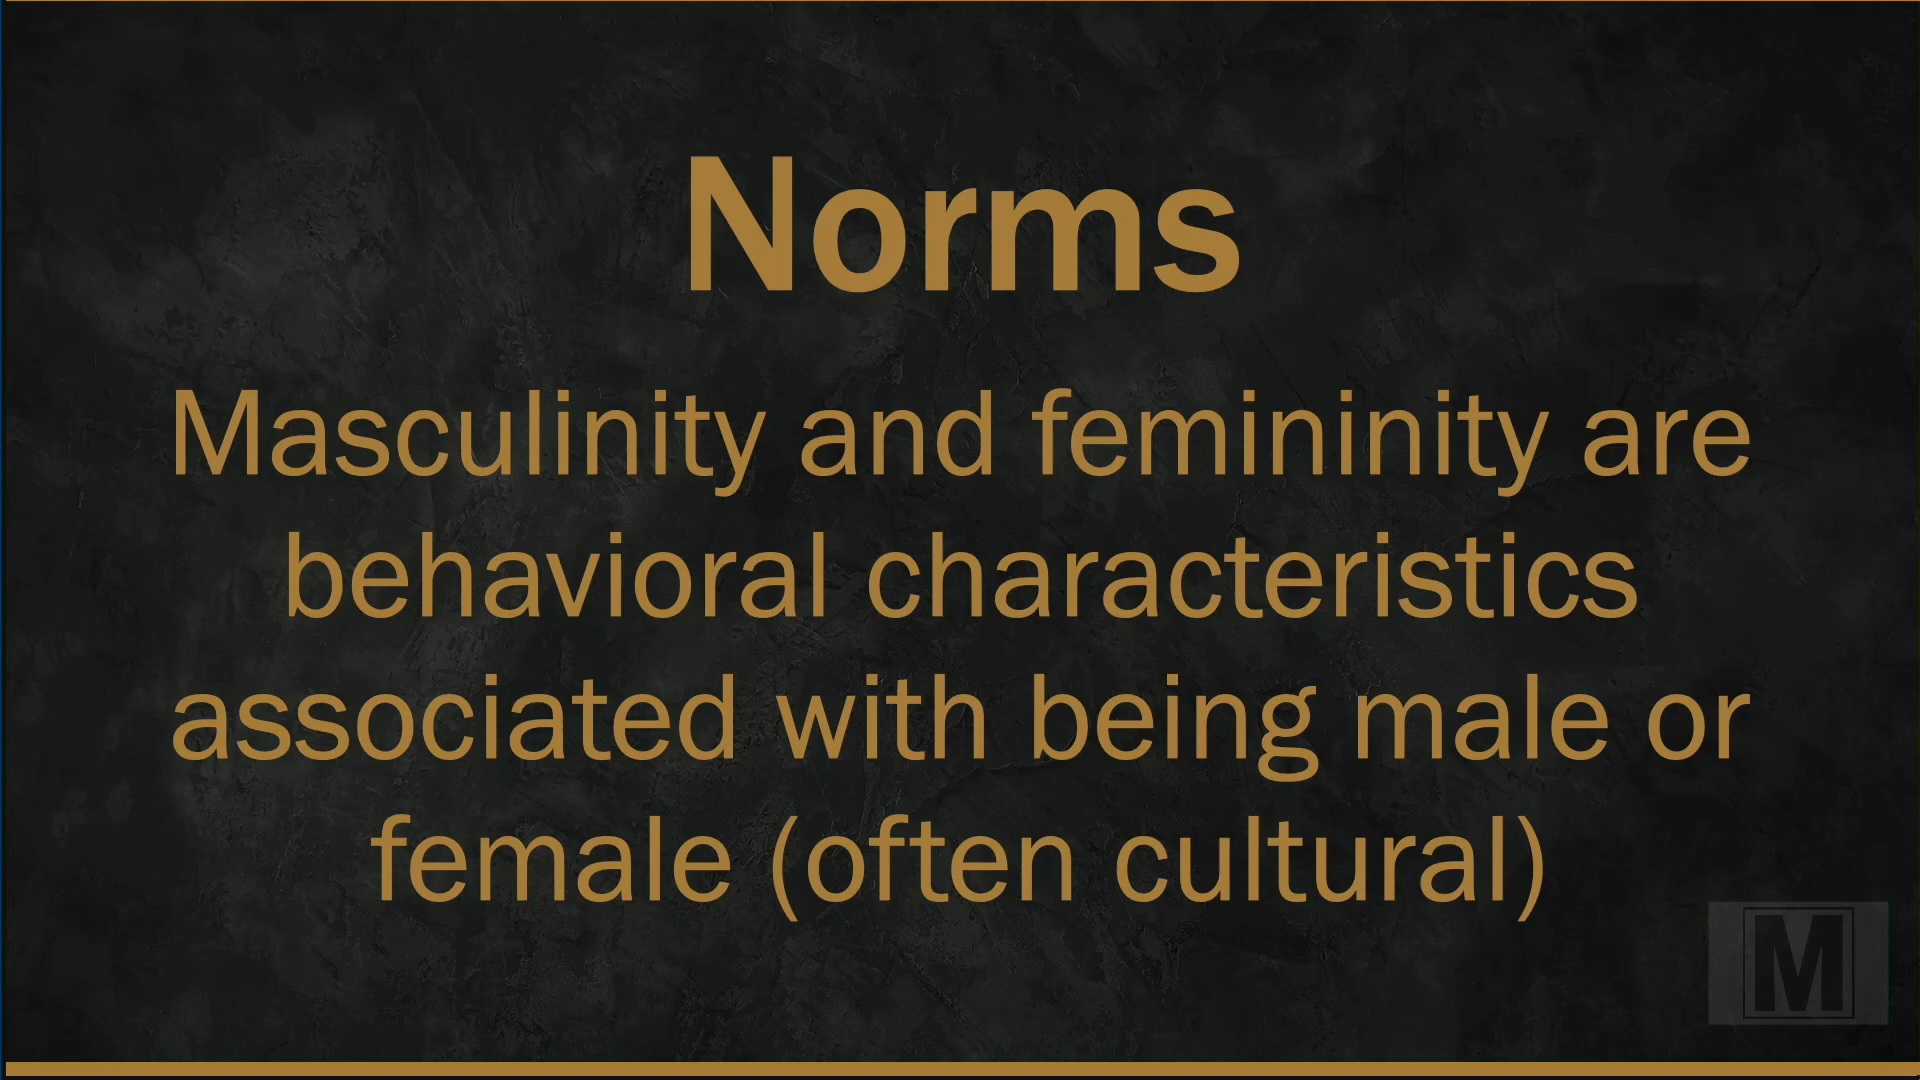 Norms
Masculinity and femininity are
behavioral characteristics
associated with being male or
female (often cultural)
M